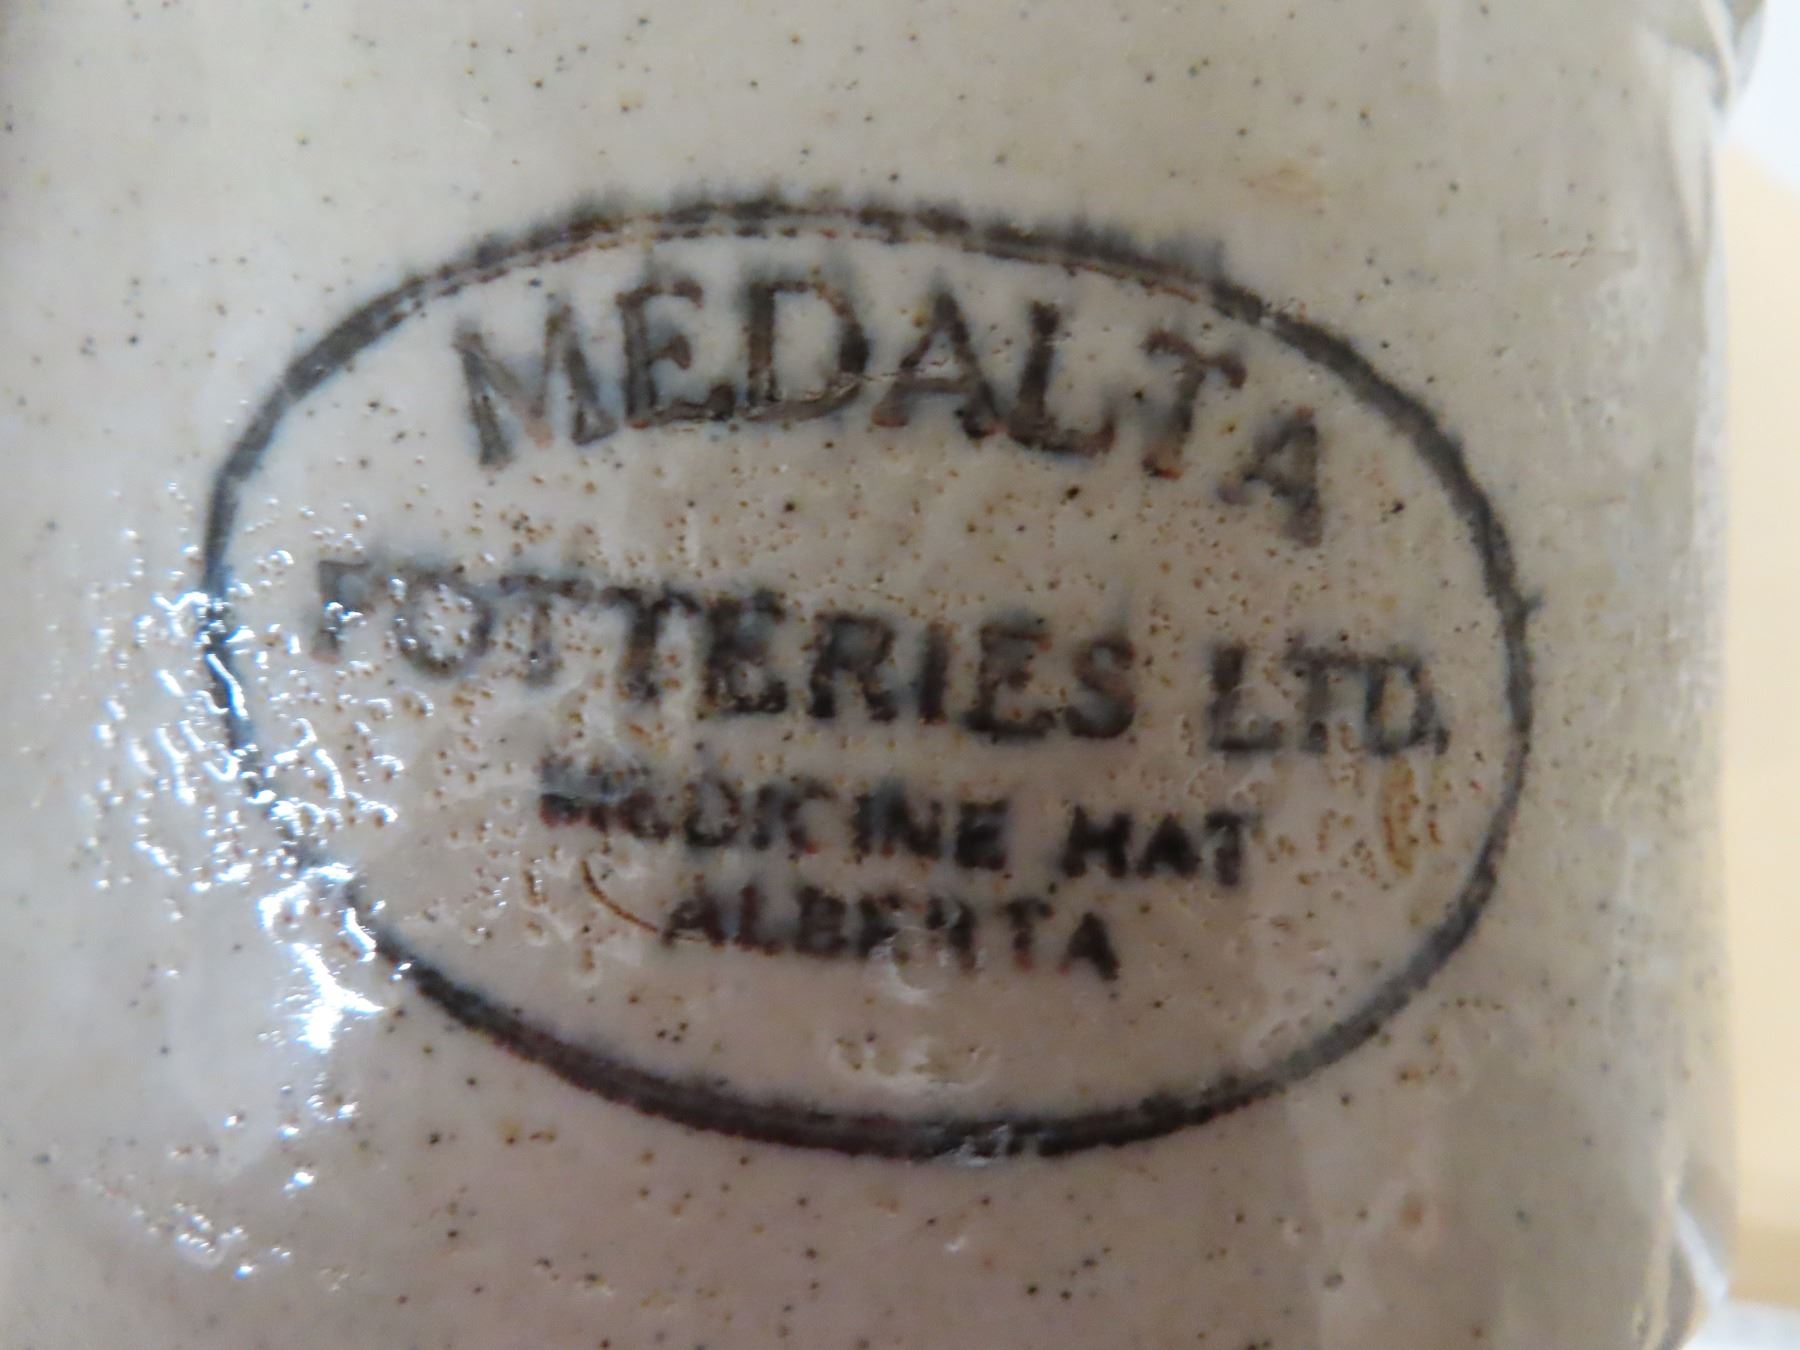 MEDALTA
POTTERIES LTD.
MEDICINE HAT
ALBERTA